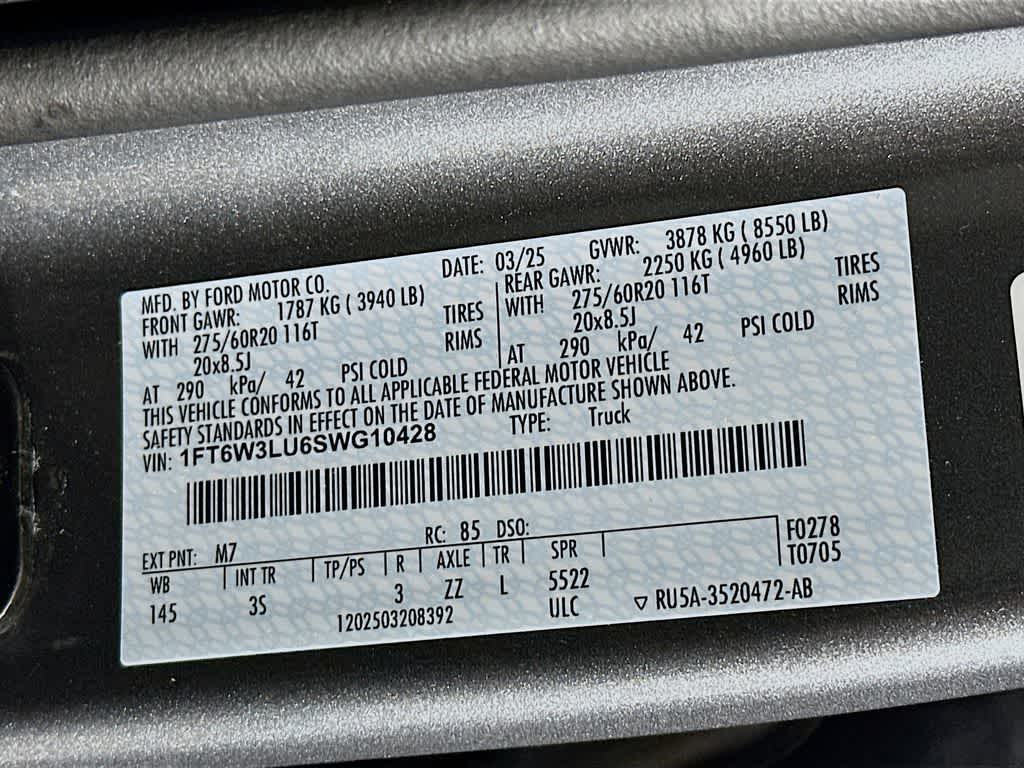 MFD. BY FORD MOTOR CO.
DATE: 03/25 GVWR: 3878 KG ( 8550 LB)
FRONT GAWR: 1787 KG ( 3940 LB)
WITH 275/60R20 116T TIRES
20x8.5J RIMS
AT 290 kPa/ 42 PSI COLD
REAR GAWR: 2250 KG ( 4960 LB)
WITH 275/60R20 116T TIRES
20x8.5J RIMS
AT 290 kPa/ 42 PSI COLD
THIS VEHICLE CONFORMS TO ALL APPLICABLE FEDERAL MOTOR VEHICLE
SAFETY STANDARDS IN EFFECT ON THE DATE OF MANUFACTURE SHOWN ABOVE.
VIN: 1FT6W3LU6SWG10428 TYPE: Truck
EXT PNT: M7 RC: 85 DSO:
WB INT TR TP/PS R AXLE TR SPR F0278
145 3S 3 ZZ L 5522 T0705
1202503208392 ULC ▽ RU5A-3520472-AB